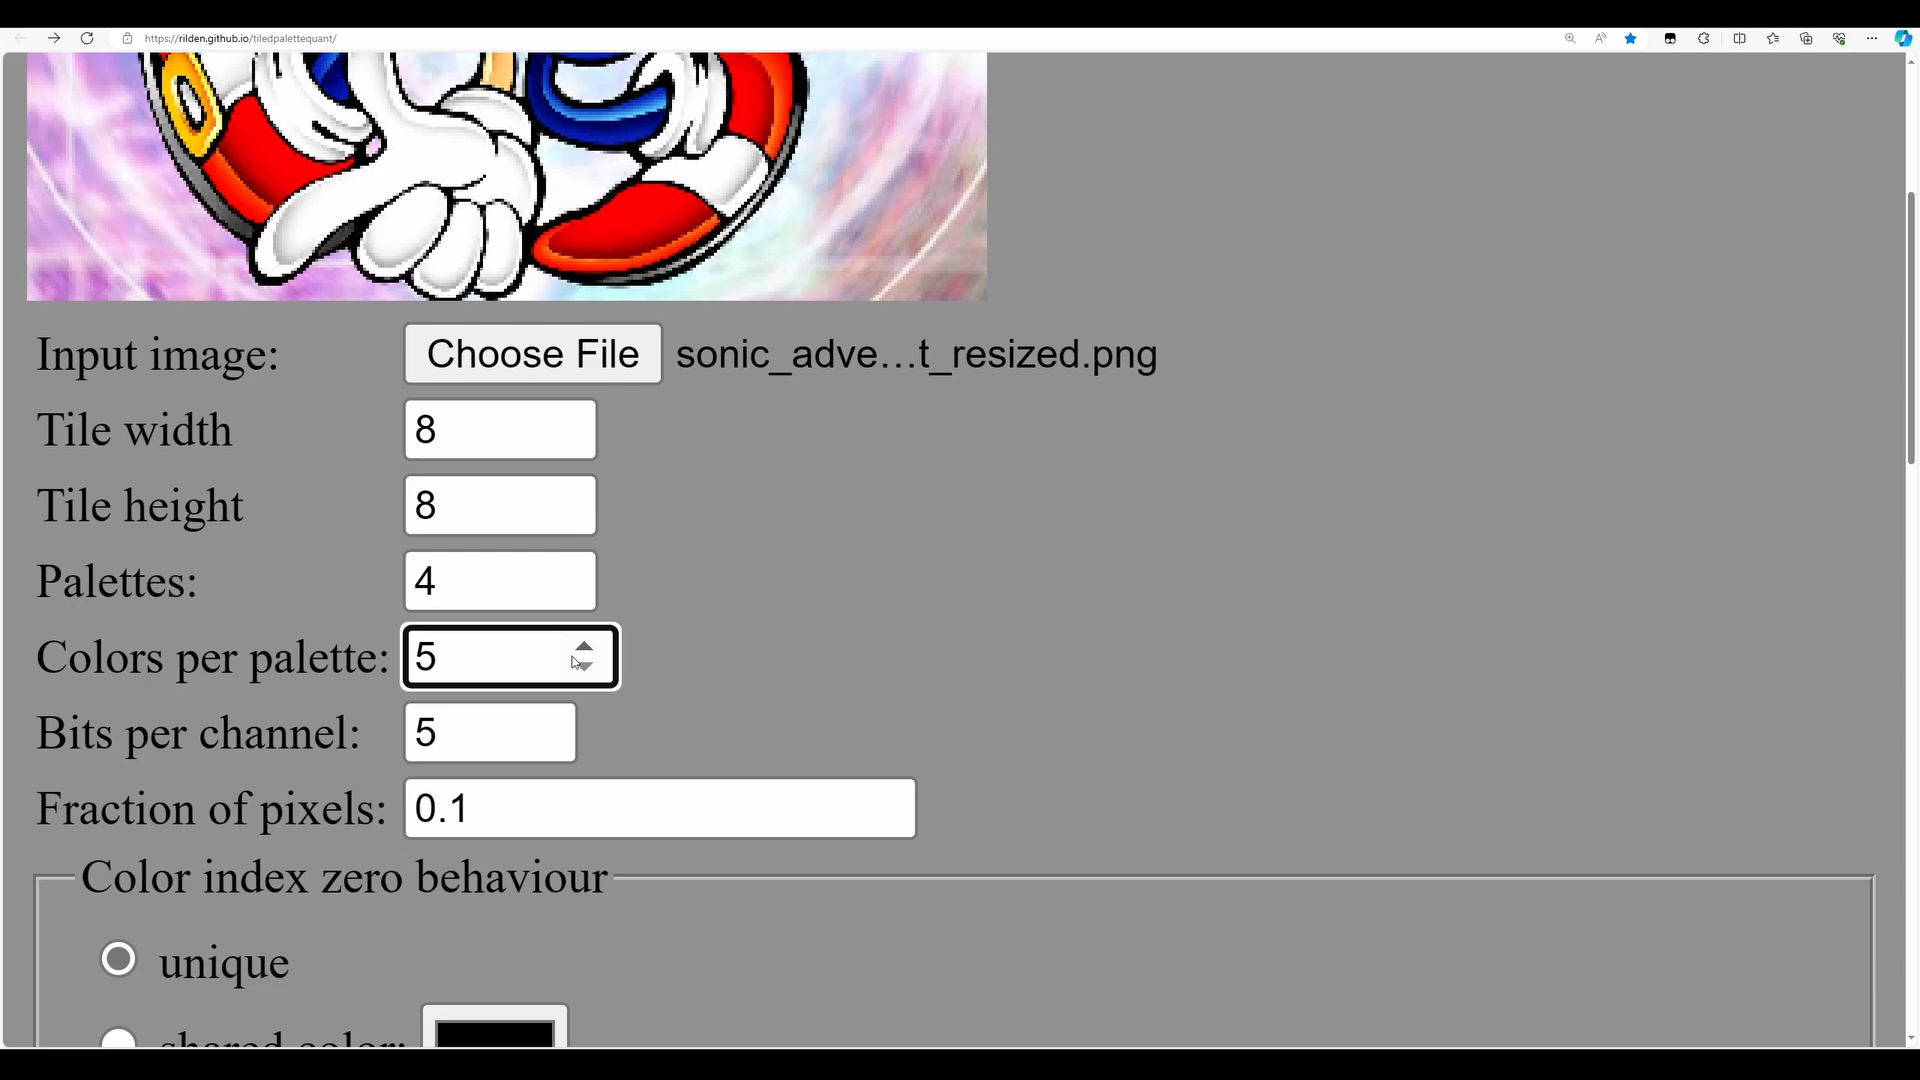 https://rilden.github.io/tiledpalettequant/
Input image: Choose File sonic_adve…t_resized.png
Tile width 8
Tile height 8
Palettes: 4
Colors per palette: 5
Bits per channel: 5
Fraction of pixels: 0.1
Color index zero behaviour
unique
shared color: